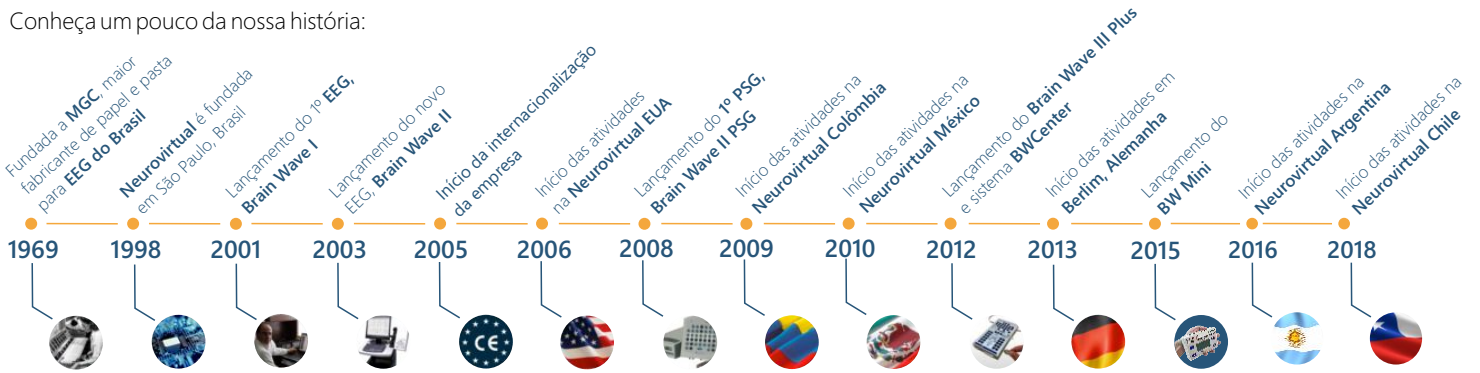 Conheça um pouco da nossa história:
Fundada a MGC, maior
fabricante de papel e pasta
para EEG do Brasil
1969
Neurovirtual é fundada
em São Paulo, Brasil
1998
Lançamento do 1º EEG,
Brain Wave I
2001
Lançamento do novo
EEG, Brain Wave II
2003
Início da internacionalização
da empresa
2005
Início das atividades
na Neurovirtual EUA
2006
Lançamento do 1º PSG,
Brain Wave II PSG
2008
Início das atividades na
Neurovirtual Colômbia
2009
Início das atividades na
Neurovirtual México
2010
Lançamento do Brain Wave III Plus
e sistema BWCenter
2012
Início das atividades em
Berlim, Alemanha
2013
Lançamento do
BW Mini
2015
Início das atividades na
Neurovirtual Argentina
2016
Início das atividades na
Neurovirtual Chile
2018
CE